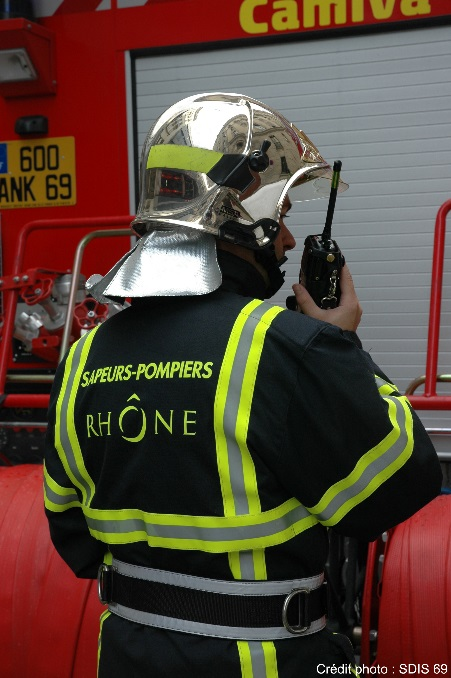 Camiva
600
ANK 69
SAPEURS-POMPIERS
RHÔNE
Crédit photo : SDIS 69